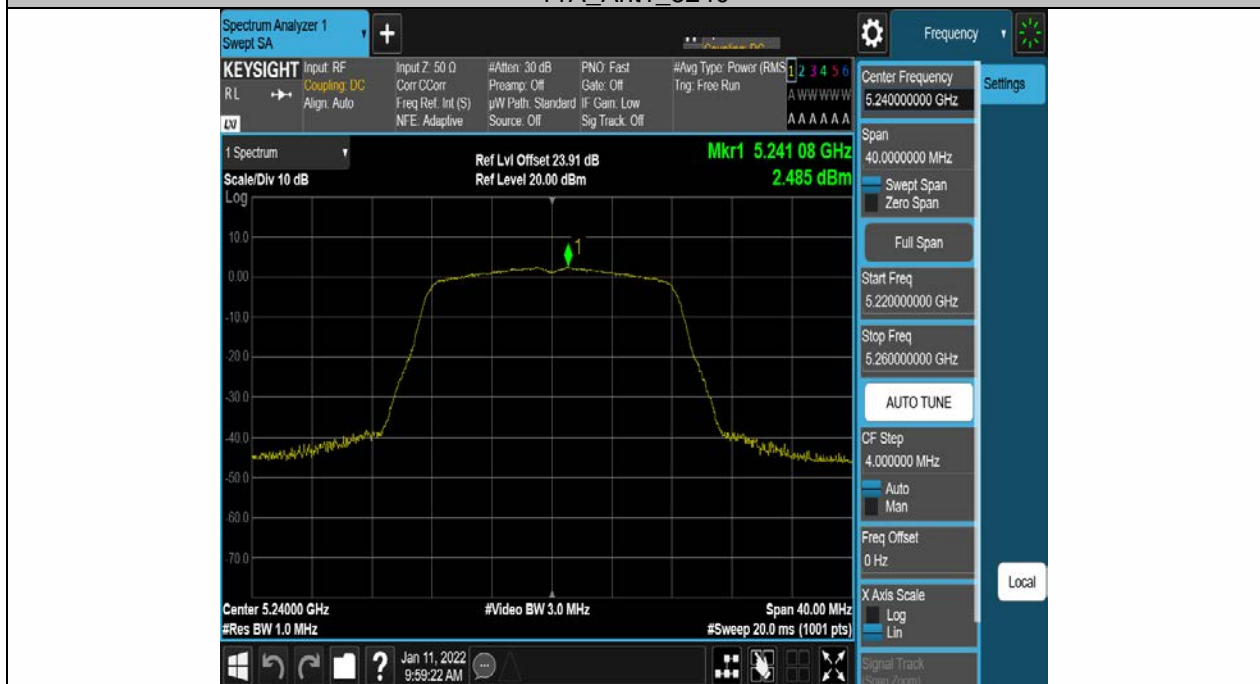 Spectrum Analyzer 1
Swept SA
+
Frequency
KEYSIGHT
RL
LXI
Input: RF
Coupling: DC
Align: Auto
Input Z: 50 Ω
Corr CCorr
Freq Ref: Int (S)
NFE: Adaptive
#Atten: 30 dB
Preamp: Off
µW Path: Standard
Source: Off
PNO: Fast
Gate: Off
IF Gain: Low
Sig Track: Off
#Avg Type: Power (RMS
Trig: Free Run
1 2 3 4 5 6
A W W W W W
A A A A A A
1 Spectrum
Scale/Div 10 dB
Log
Ref Lvl Offset 23.91 dB
Ref Level 20.00 dBm
Mkr1 5.241 08 GHz
2.485 dBm
1
10.0
0.00
-10.0
-20.0
-30.0
-40.0
-50.0
-60.0
-70.0
Center 5.24000 GHz
#Res BW 1.0 MHz
#Video BW 3.0 MHz
Span 40.00 MHz
#Sweep 20.0 ms (1001 pts)
Center Frequency
5.240000000 GHz
Settings
Span
40.0000000 MHz
Swept Span
Zero Span
Full Span
Start Freq
5.220000000 GHz
Stop Freq
5.260000000 GHz
AUTO TUNE
CF Step
4.000000 MHz
Auto
Man
Freq Offset
0 Hz
X Axis Scale
Log
Lin
Local
Signal Track
(Span Zoom)
?
Jan 11, 2022
9:59:22 AM